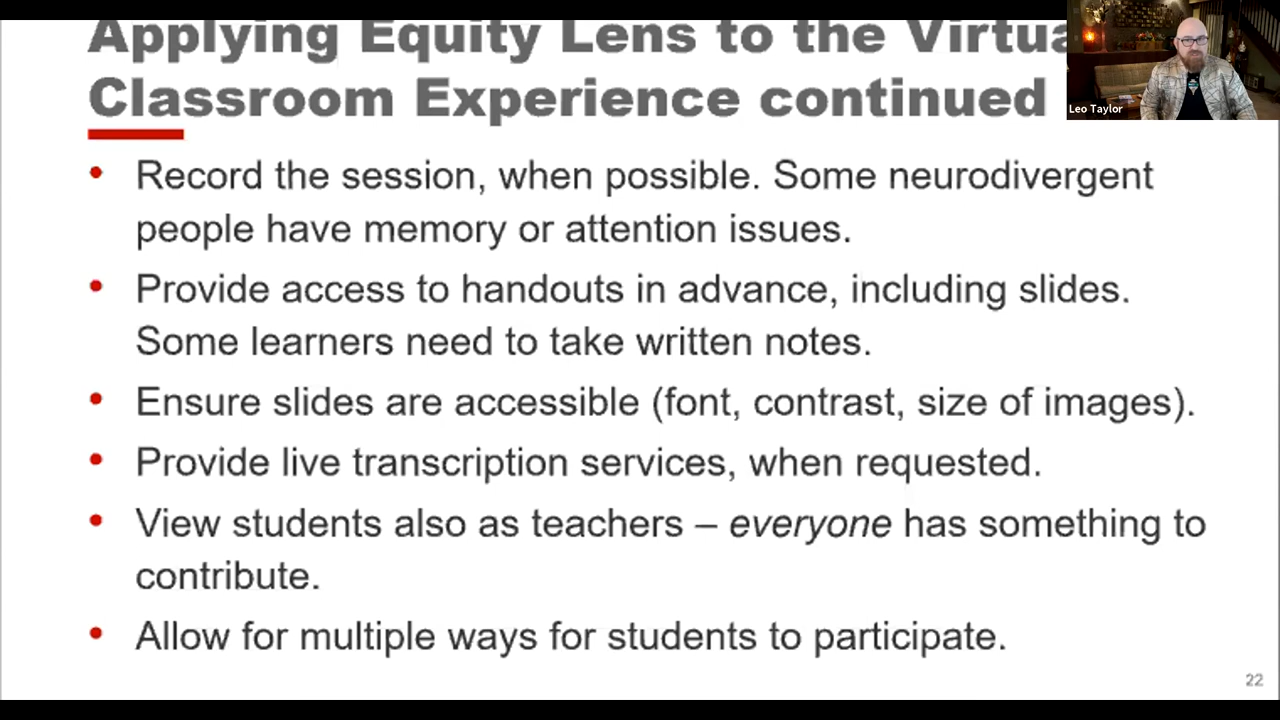 Applying Equity Lens to the
Classroom Experience continued
Leo Taylor
• Record the session, when possible. Some neurodivergent
people have memory or attention issues.
• Provide access to handouts in advance, including slides.
Some learners need to take written notes.
• Ensure slides are accessible (font, contrast, size of images).
• Provide live transcription services, when requested.
• View students also as teachers – everyone has something to
contribute.
• Allow for multiple ways for students to participate.
22